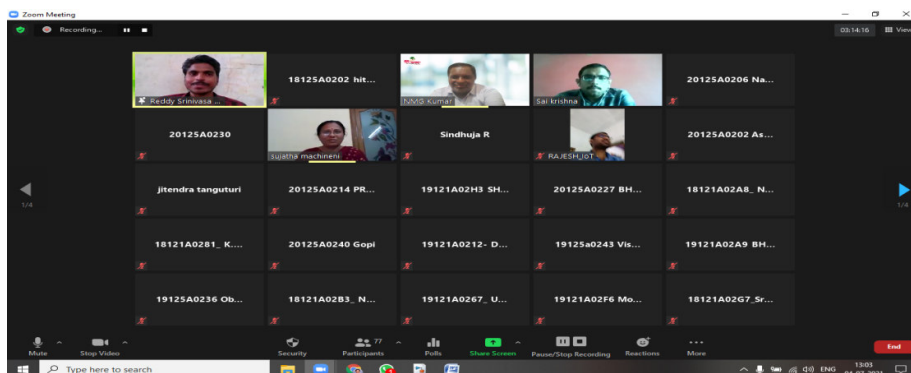 Zoom Meeting
Recording...
03:14:16 View
Reddy Srinivasa ...
18125A0202 hit...
NMG Kumar
Sai krishna
20125A0206 Na...
20125A0230
sujatha machineni
Sindhuja R
RAJESH_IOT
20125A0202 As...
jitendra tanguturi
20125A0214 PR...
19121A02H3 SH...
20125A0227 BH...
18121A02A8_ N...
1/4
1/4
18121A0281_ K....
20125A0240 Gopi
19121A0212- D...
19125a0243 Vis...
19121A02A9 BH...
19125A0236 Ob...
18121A02B3_ N...
19121A0267_ U...
19121A02F6 Mo...
18121A02G7_Sr...
Mute
Stop Video
Security
77
Participants
Polls
Share Screen
Pause/Stop Recording
Reactions
More
End
Type here to search
ENG
13:03